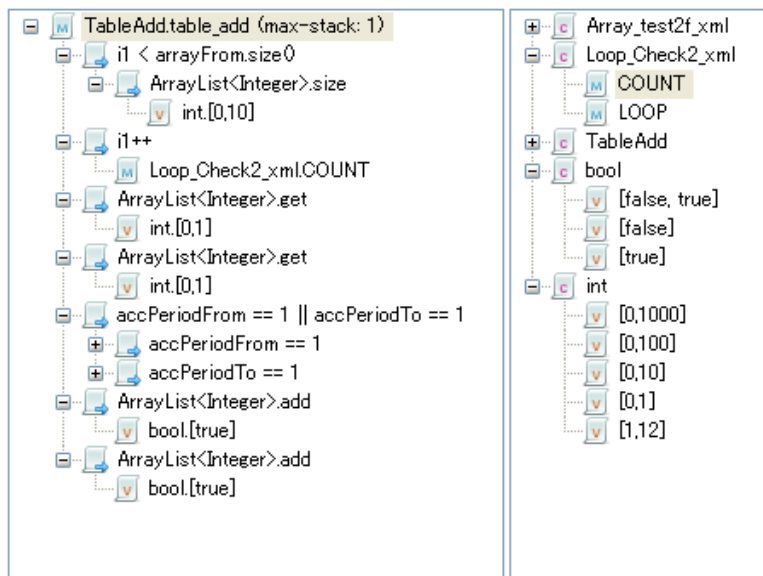 TableAdd.table_add (max-stack: 1)
i1 < arrayFrom.size()
ArrayList<Integer>.size
int.[0,10]
i1++
Loop_Check2_xml.COUNT
ArrayList<Integer>.get
int.[0,1]
ArrayList<Integer>.get
int.[0,1]
accPeriodFrom == 1 || accPeriodTo == 1
accPeriodFrom == 1
accPeriodTo == 1
ArrayList<Integer>.add
bool.[true]
ArrayList<Integer>.add
bool.[true]
Array_test2f_xml
Loop_Check2_xml
COUNT
LOOP
TableAdd
bool
[false, true]
[false]
[true]
int
[0,1000]
[0,100]
[0,10]
[0,1]
[1,12]